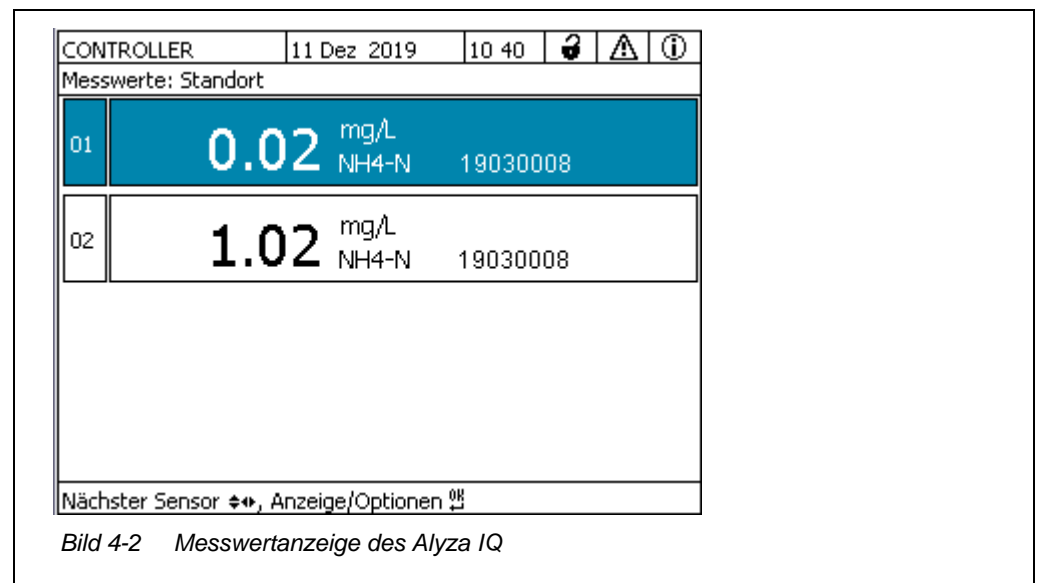 CONTROLLER 11 Dez 2019 10 40
Messwerte: Standort
01 0.02 mg/L
NH4-N 19030008
02 1.02 mg/L
NH4-N 19030008
Nächster Sensor, Anzeige/Optionen OK
Bild 4-2 Messwertanzeige des Alyza IQ